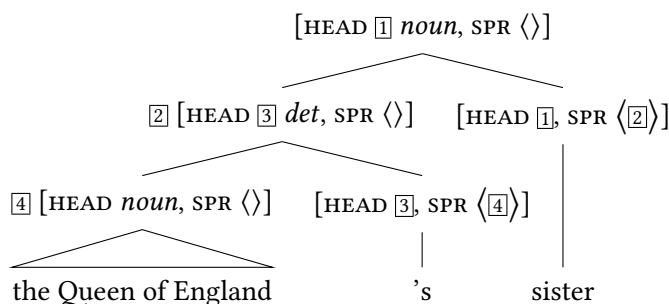 [HEAD 1 noun, SPR ⟨⟩]
2 [HEAD 3 det, SPR ⟨⟩] [HEAD 1, SPR ⟨2⟩]
4 [HEAD noun, SPR ⟨⟩] [HEAD 3, SPR ⟨4⟩]
the Queen of England 's sister